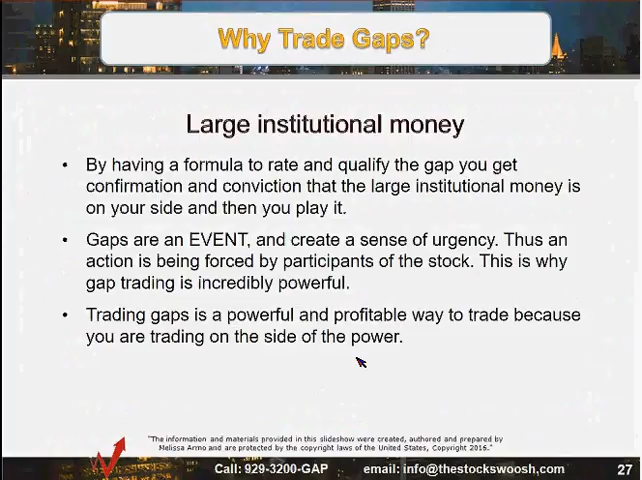 Why Trade Gaps?
Large institutional money
• By having a formula to rate and qualify the gap you get
confirmation and conviction that the large institutional money is
on your side and then you play it.
• Gaps are an EVENT, and create a sense of urgency. Thus an
action is being forced by participants of the stock. This is why
gap trading is incredibly powerful.
• Trading gaps is a powerful and profitable way to trade because
you are trading on the side of the power.
"The information and materials provided in this slideshow were created, authored and prepared by
Melissa Armo and are protected by the copyright laws of the United States, Copyright 2016."
Call: 929-3200-GAP email: info@thestockswoosh.com 27